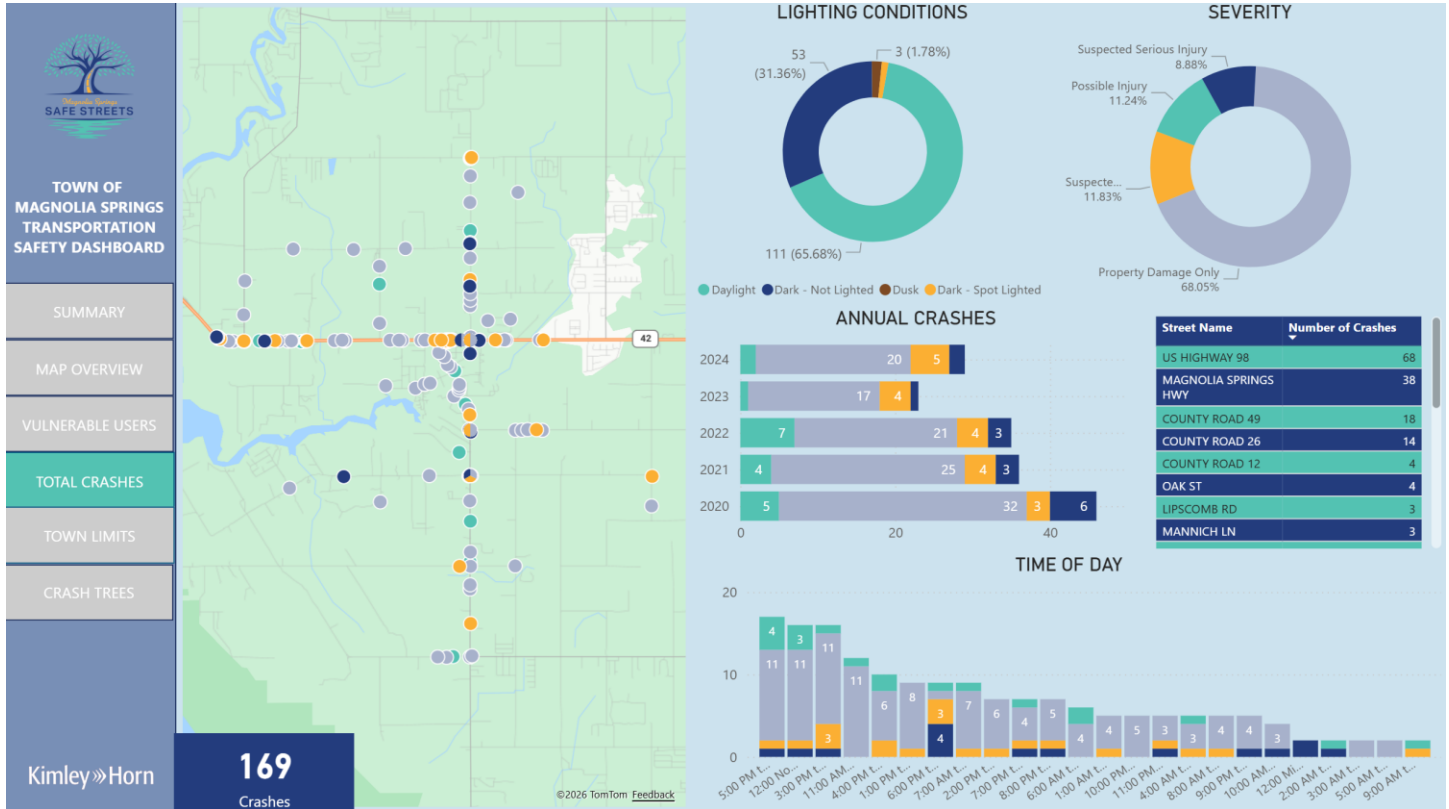 Magnolia Springs
SAFE STREETS
TOWN OF
MAGNOLIA SPRINGS
TRANSPORTATION
SAFETY DASHBOARD
SUMMARY
MAP OVERVIEW
VULNERABLE USERS
TOTAL CRASHES
TOWN LIMITS
CRASH TREES
Kimley»Horn
42
169
Crashes
©2026 TomTom Feedback
LIGHTING CONDITIONS
53
(31.36%)
3 (1.78%)
111 (65.68%)
Daylight Dark - Not Lighted Dusk Dark - Spot Lighted
SEVERITY
Suspected Serious Injury
8.88%
Possible Injury
11.24%
Suspecte...
11.83%
Property Damage Only
68.05%
ANNUAL CRASHES
2024 20 5
2023 17 4
2022 7 21 4 3
2021 4 25 4 3
2020 5 32 3 6
0 20 40
Street Name Number of Crashes
US HIGHWAY 98 68
MAGNOLIA SPRINGS
HWY 38
COUNTY ROAD 49 18
COUNTY ROAD 26 14
COUNTY ROAD 12 4
OAK ST 4
LIPSCOMB RD 3
MANNICH LN 3
TIME OF DAY
20
10
0
4 3
11 11 11 11 6 8 7 6 4 5 4 4 5 3 3 4 4 3
3 3
4
5:00 PM t...
12:00 No...
3:00 PM t...
11:00 AM...
4:00 PM t...
1:00 PM t...
6:00 PM t...
7:00 AM t...
2:00 PM t...
7:00 PM t...
8:00 PM t...
6:00 AM t...
1:00 AM t...
10:00 PM...
11:00 PM...
4:00 AM t...
8:00 AM t...
9:00 PM t...
10:00 AM...
12:00 Mi...
2:00 AM t...
3:00 AM t...
5:00 AM t...
9:00 AM t...